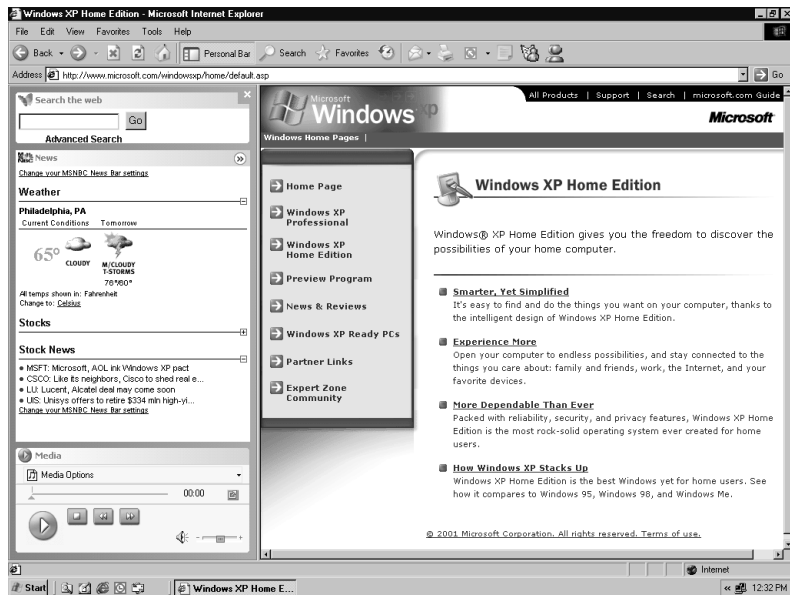 Windows XP Home Edition - Microsoft Internet Explorer
File Edit View Favorites Tools Help
Back Personal Bar Search Favorites
Address http://www.microsoft.com/windowsxp/home/default.asp Go
Search the web
Go
Advanced Search
News
Change your MSNBC News Bar settings
Weather
Philadelphia, PA
Current Conditions Tomorrow
65° CLOUDY M/CLOUDY
T-STORMS
78°/60°
All temps shown in: Fahrenheit
Change to: Celsius
Stocks
Stock News
MSFT: Microsoft, AOL ink Windows XP pact
CSCO: Like its neighbors, Cisco to shed real e...
LU: Lucent, Alcatel deal may come soon
UIS: Unisys offers to retire $334 mln high-yi...
Change your MSNBC News Bar settings
Media
Media Options
00:00
All Products | Support | Search | microsoft.com Guide
Microsoft
Windows xp
Microsoft
Windows Home Pages |
Home Page
Windows XP
Professional
Windows XP
Home Edition
Preview Program
News & Reviews
Windows XP Ready PCs
Partner Links
Expert Zone
Community
Windows XP Home Edition
Windows® XP Home Edition gives you the freedom to discover the
possibilities of your home computer.
Smarter, Yet Simplified
It's easy to find and do the things you want on your computer, thanks to
the intelligent design of Windows XP Home Edition.
Experience More
Open your computer to endless possibilities, and stay connected to the
things you care about: family and friends, work, the Internet, and your
favorite devices.
More Dependable Than Ever
Packed with reliability, security, and privacy features, Windows XP Home
Edition is the most rock-solid operating system ever created for home
users.
How Windows XP Stacks Up
Windows XP Home Edition is the best Windows yet for home users. See
how it compares to Windows 95, Windows 98, and Windows Me.
© 2001 Microsoft Corporation. All rights reserved. Terms of use.
Internet
Start Windows XP Home E... 12:32 PM